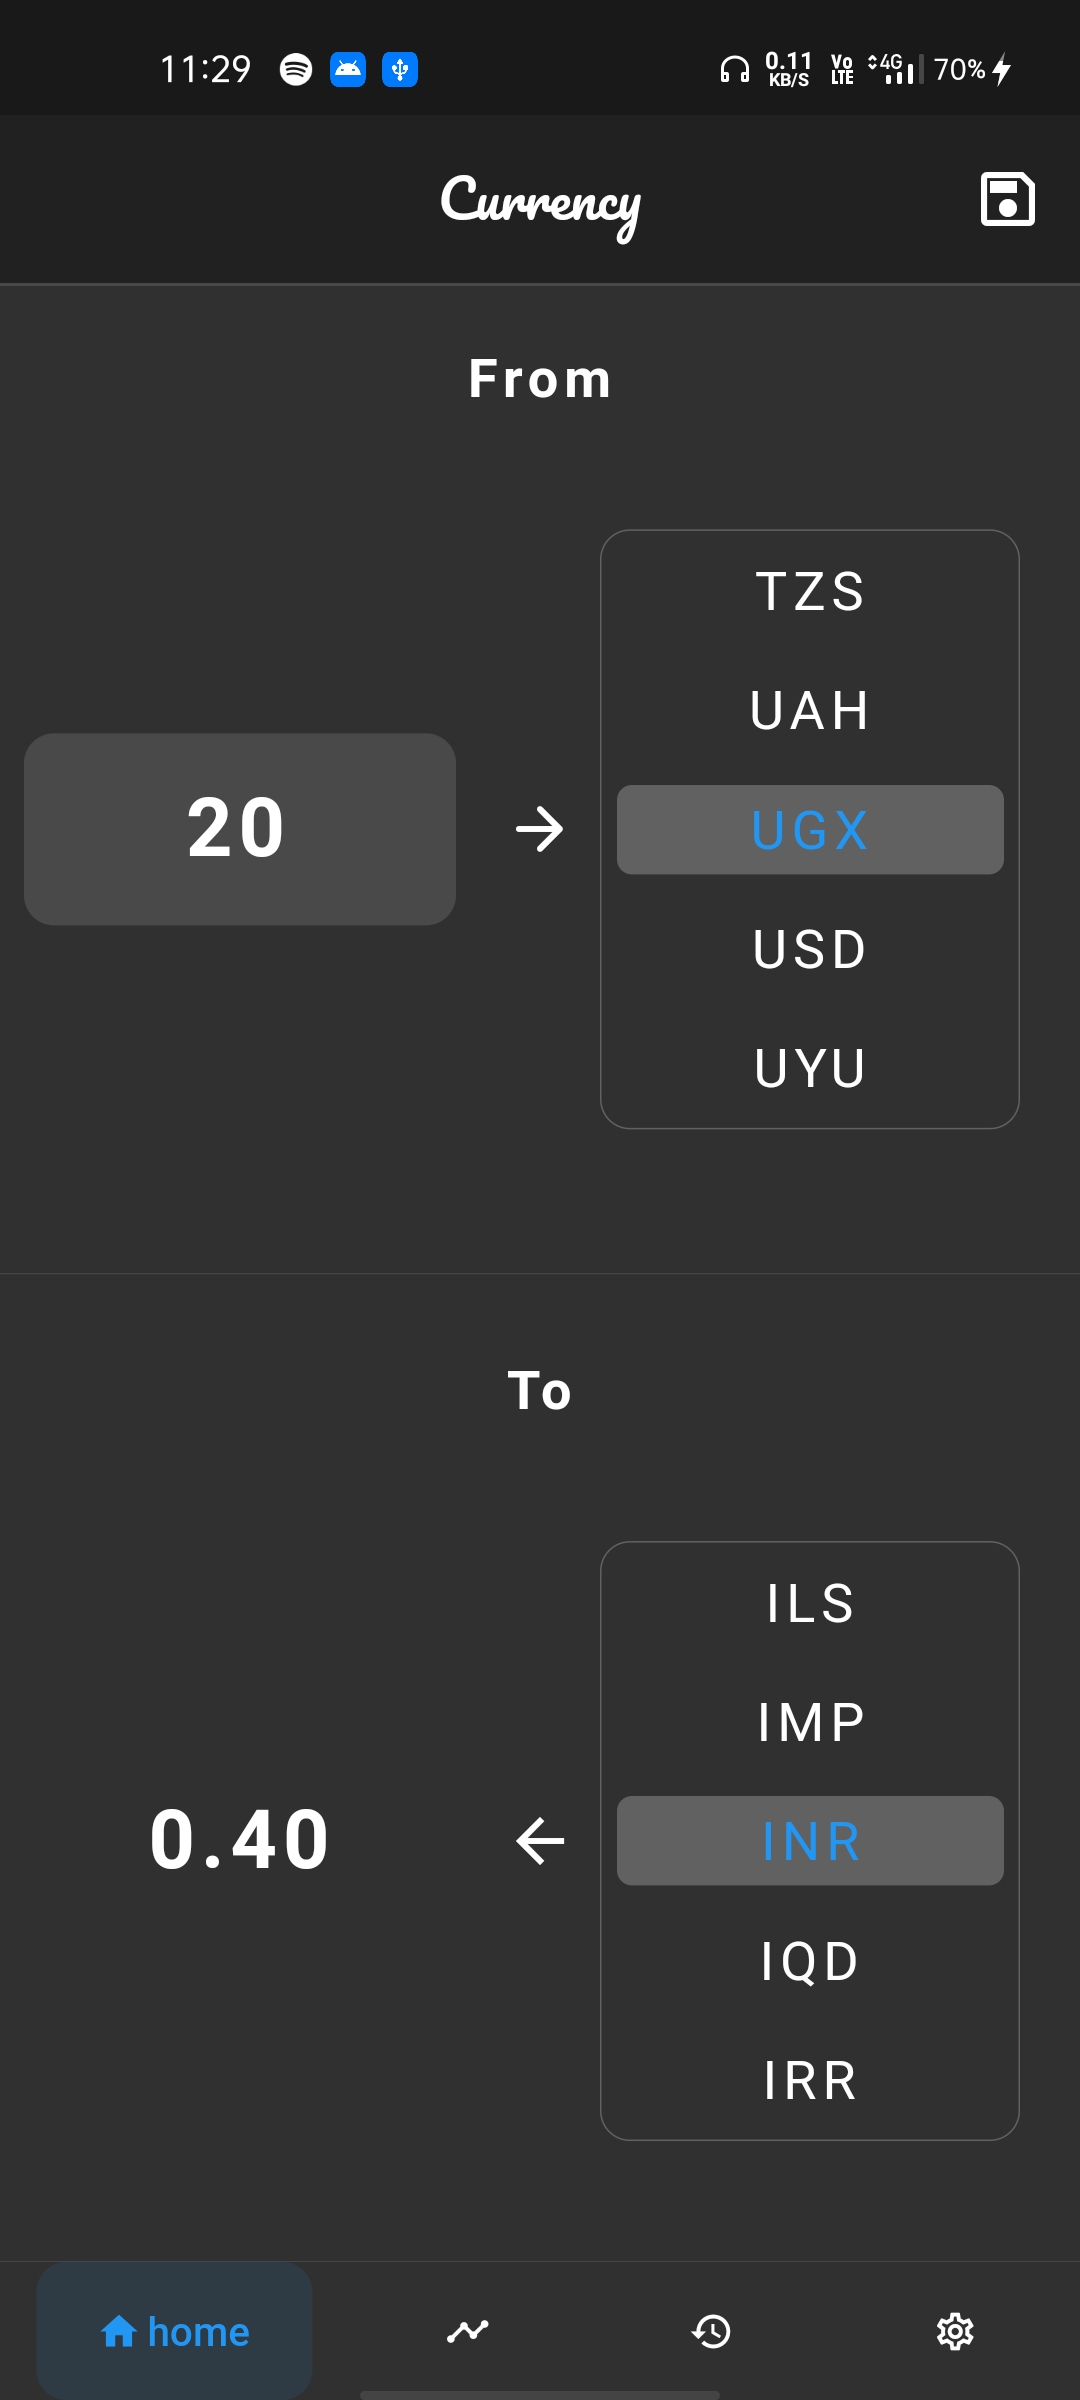 11:29 0.11 KB/S Vo LTE 4G 70%
Currency
From
TZS
UAH
20 UGX
USD
UYU
To
ILS
IMP
0.40 INR
IQD
IRR
home